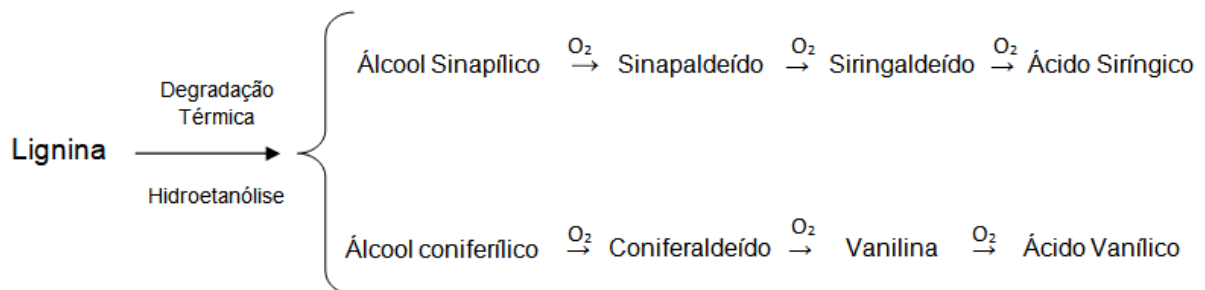 Álcool Sinapílico O₂ → Sinapaldeído O₂ → Siringaldeído O₂ → Ácido Siríngico
Degradação
Térmica
Lignina
Hidroetanólise
Álcool coniferílico O₂ → Coniferaldeído O₂ → Vanilina O₂ → Ácido Vanílico